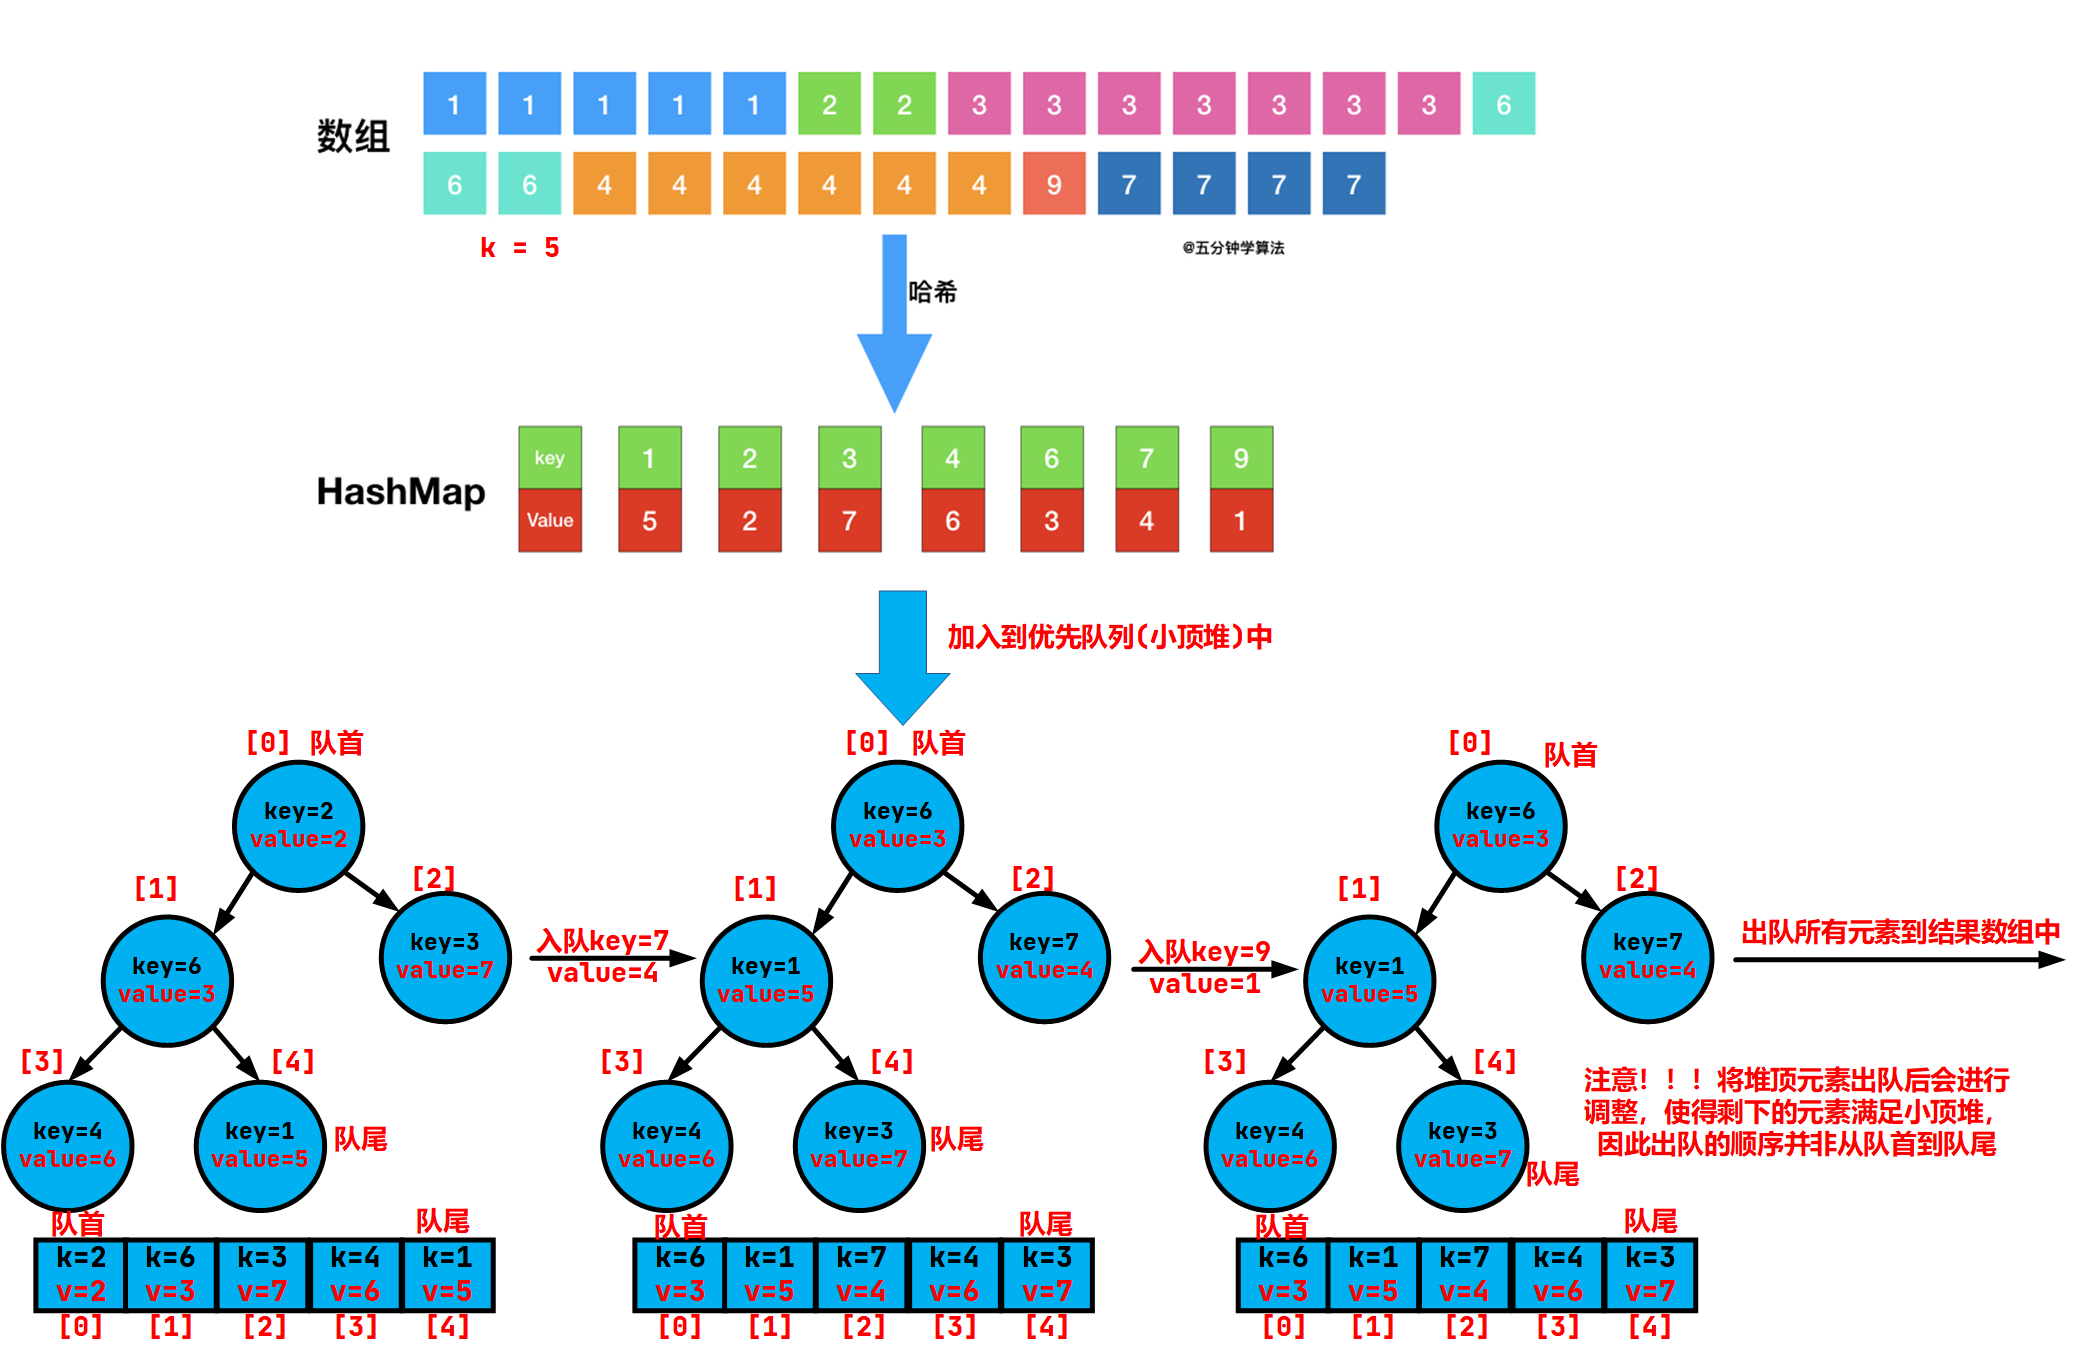 1 1 1 1 1 2 2 3 3 3 3 3 3 3 6
数组
6 6 4 4 4 4 4 4 9 7 7 7 7
k = 5
@五分钟学算法
哈希
HashMap
key 1 2 3 4 6 7 9
Value 5 2 7 6 3 4 1
加入到优先队列(小顶堆)中
[0] 队首
key=2
value=2
[1]
[2]
key=6
value=3
key=3
value=7
[3]
[4]
key=4
value=6
key=1
value=5
队尾
队首
队尾
k=2 k=6 k=3 k=4 k=1
v=2 v=3 v=7 v=6 v=5
[0] [1] [2] [3] [4]
入队key=7
value=4
[0] 队首
key=6
value=3
[1]
[2]
key=1
value=5
key=7
value=4
[3]
[4]
key=4
value=6
key=3
value=7
队尾
队首
队尾
k=6 k=1 k=7 k=4 k=3
v=3 v=5 v=4 v=6 v=7
[0] [1] [2] [3] [4]
入队key=9
value=1
[0] 队首
key=6
value=3
[1]
[2]
key=1
value=5
key=7
value=4
[3]
[4]
key=4
value=6
key=3
value=7
队尾
队首
队尾
k=6 k=1 k=7 k=4 k=3
v=3 v=5 v=4 v=6 v=7
[0] [1] [2] [3] [4]
出队所有元素到结果数组中
注意！！！将堆顶元素出队后会进行
调整，使得剩下的元素满足小顶堆，
因此出队的顺序并非从队首到队尾